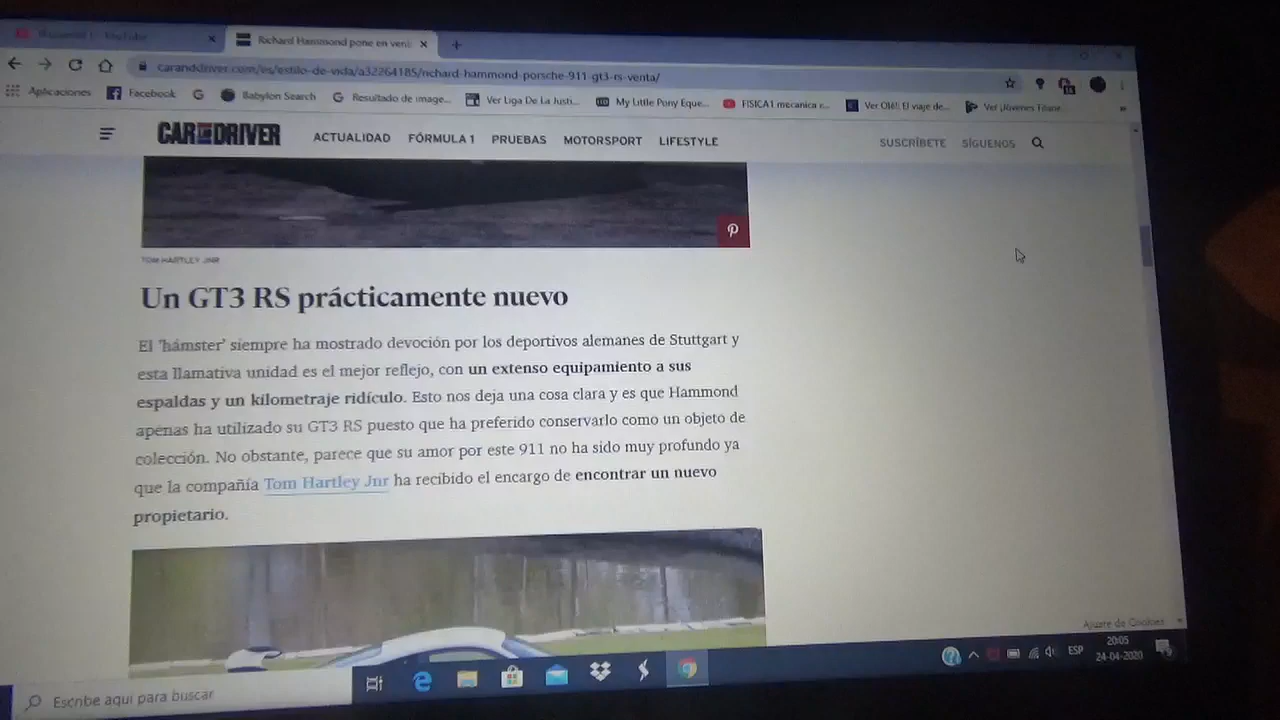 Richard Hammond pone en venta
caranddriver.com/es/estilo-de-vida/a32264185/richard-hammond-porsche-911-gt3-rs-venta/
Aplicaciones Facebook Babylon Search Resultado de image... Ver Liga De La Justi... My Little Pony Eque... FISICA1 mecanica c... Ver Olé! El viaje de... »
CAR AND DRIVER ACTUALIDAD FÓRMULA 1 PRUEBAS MOTORSPORT LIFESTYLE SUSCRÍBETE SÍGUENOS
TOM HARTLEY JNR
Un GT3 RS prácticamente nuevo
El 'hámster' siempre ha mostrado devoción por los deportivos alemanes de Stuttgart y
esta llamativa unidad es el mejor reflejo, con un extenso equipamiento a sus
espaldas y un kilometraje ridículo. Esto nos deja una cosa clara y es que Hammond
apenas ha utilizado su GT3 RS puesto que ha preferido conservarlo como un objeto de
colección. No obstante, parece que su amor por este 911 no ha sido muy profundo ya
que la compañía Tom Hartley Jnr ha recibido el encargo de encontrar un nuevo
propietario.
Ajuste de Cookies
Escribe aquí para buscar
ESP
20:05
24-04-2020